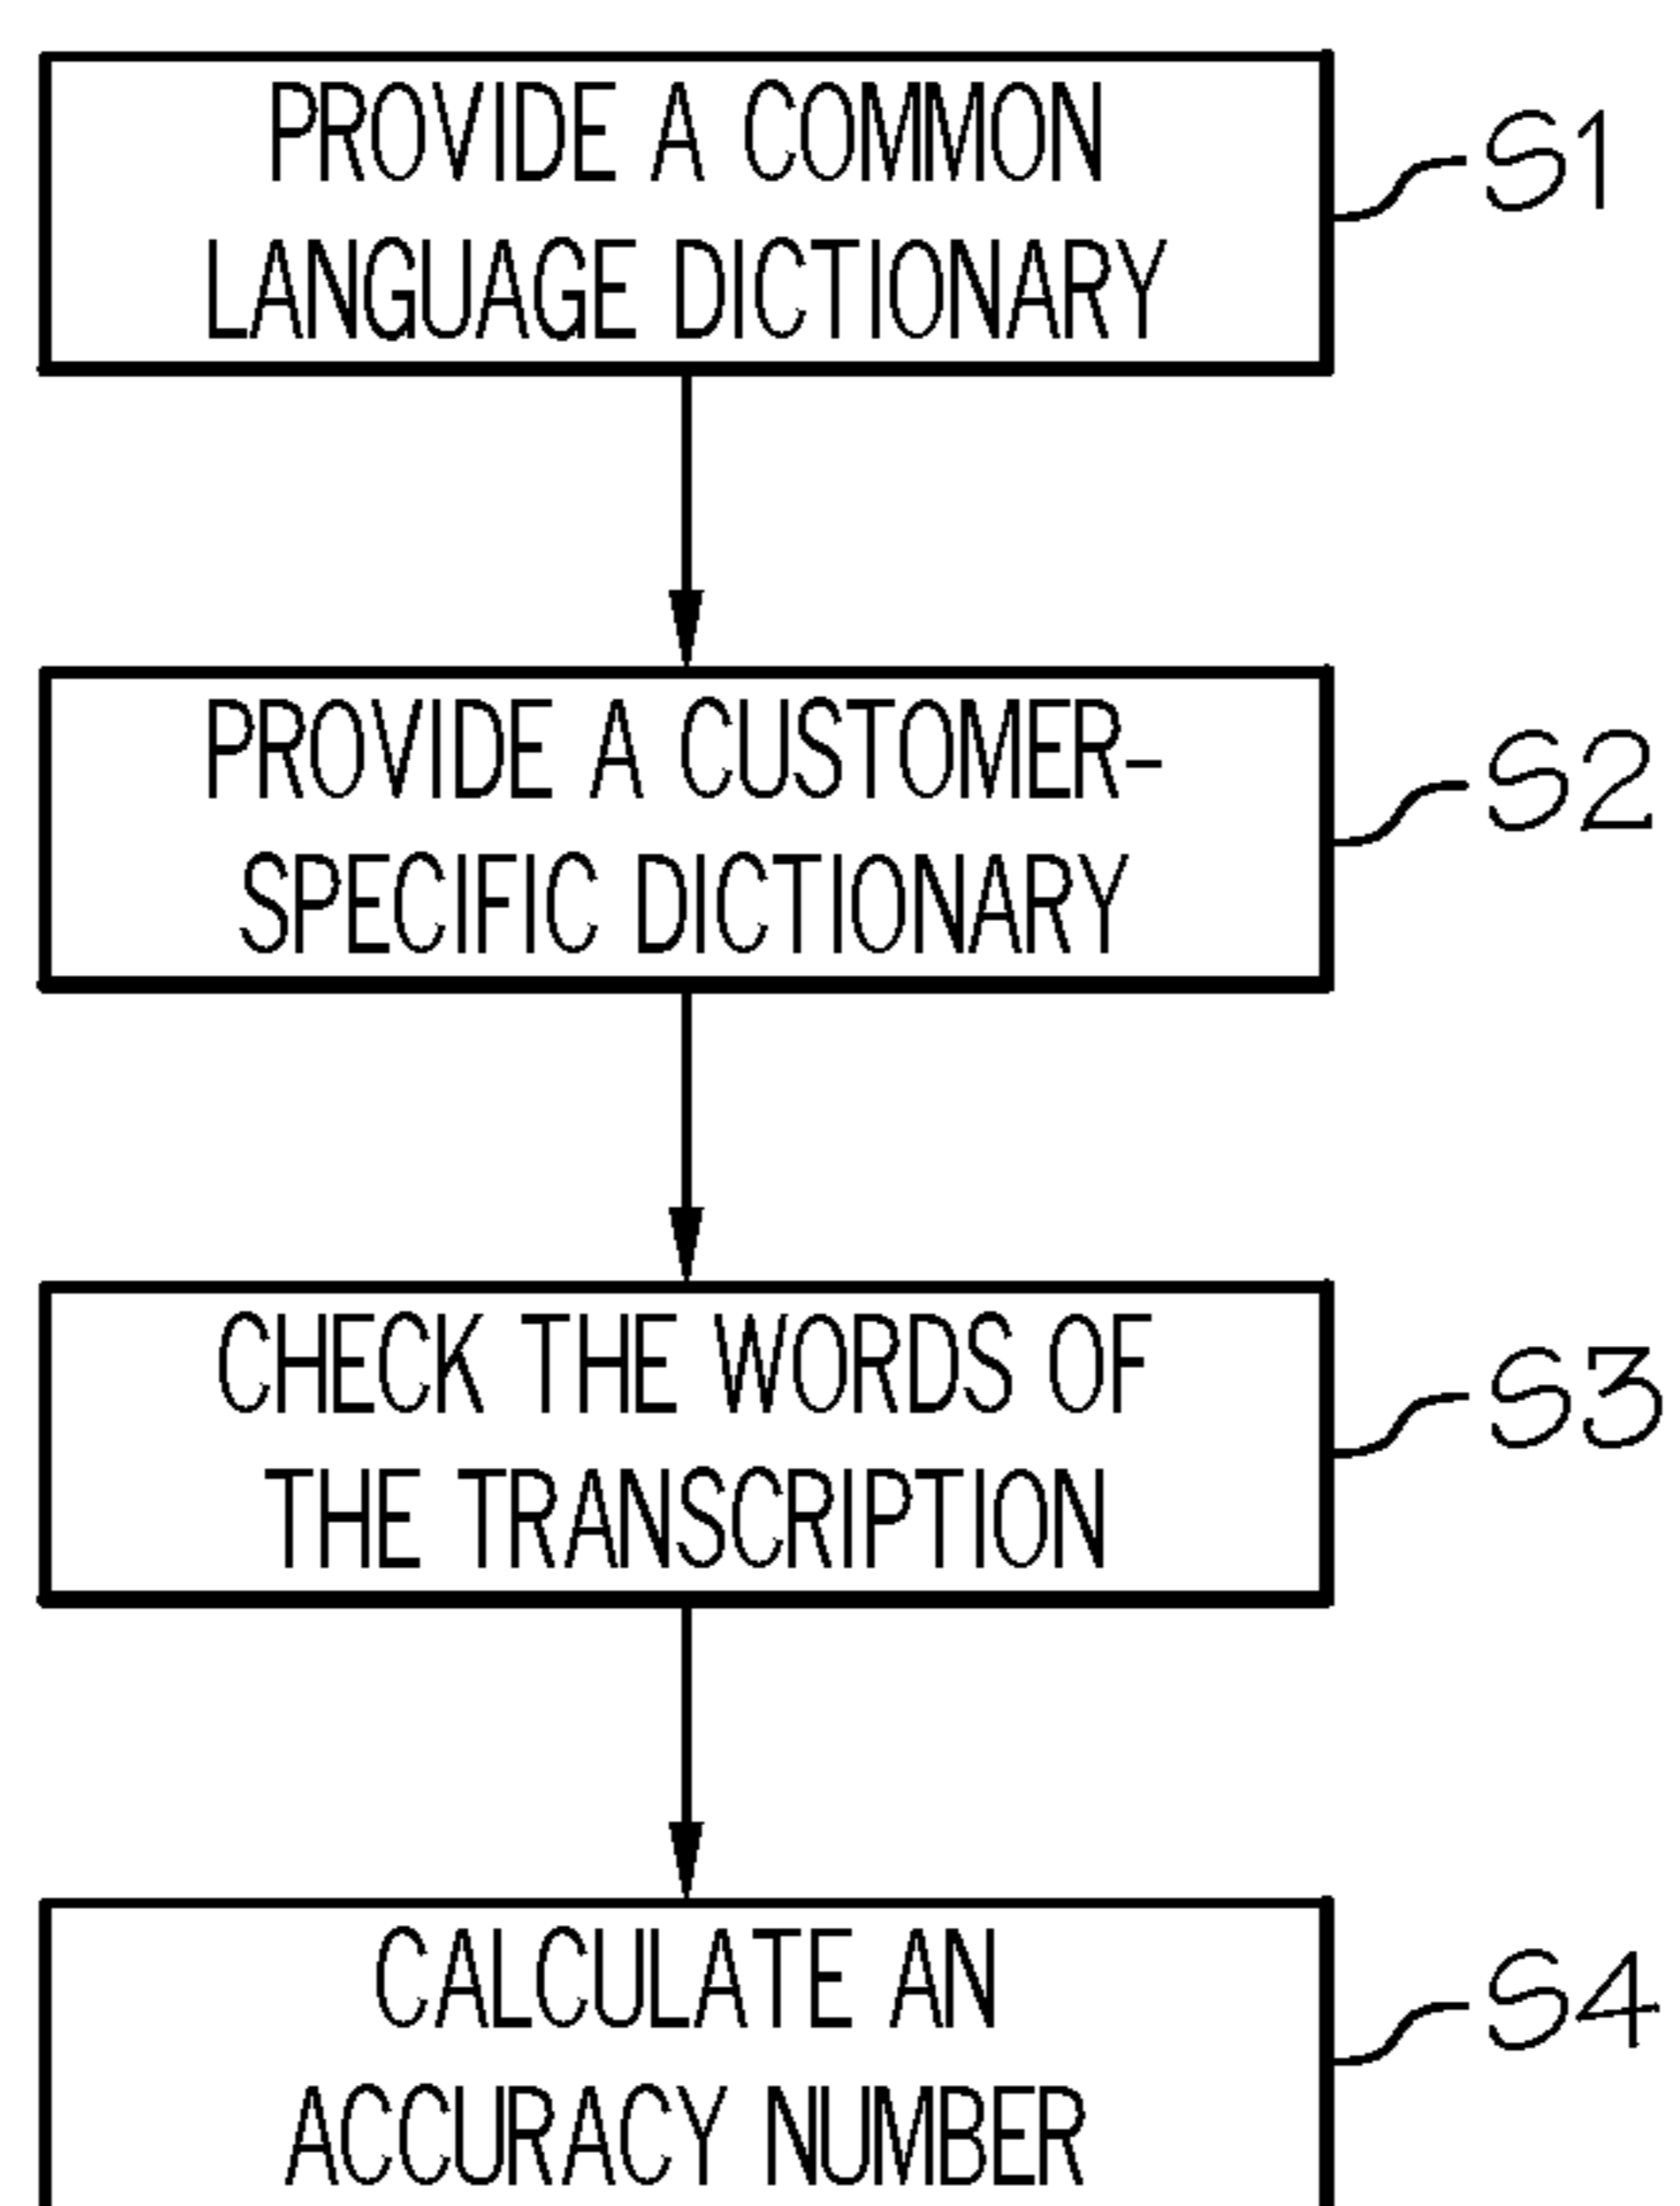 PROVIDE A COMMON
LANGUAGE DICTIONARY
S1
PROVIDE A CUSTOMER-
SPECIFIC DICTIONARY
S2
CHECK THE WORDS OF
THE TRANSCRIPTION
S3
CALCULATE AN
ACCURACY NUMBER
S4